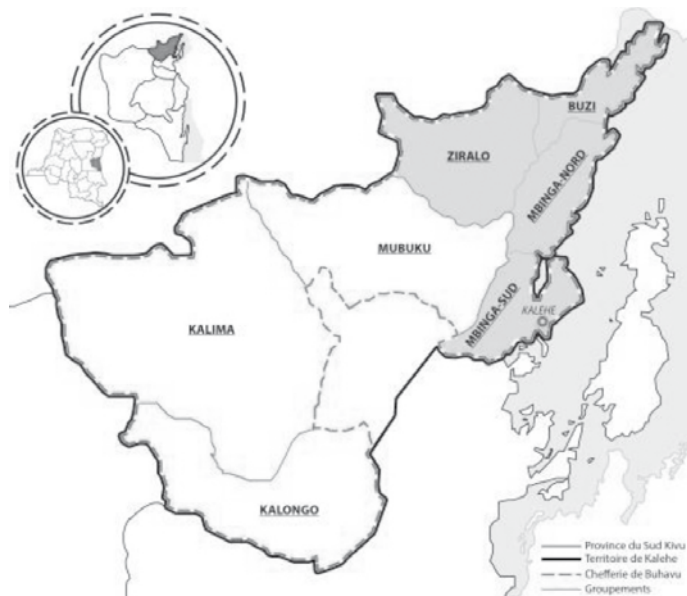 BUZI
ZIRALO
MBINGA-NORD
MUBUKU
MBINGA-SUD
KALEHE
KALIMA
KALONGO
Province du Sud Kivu
Territoire de Kalehe
Chefferie de Buhavu
Groupements